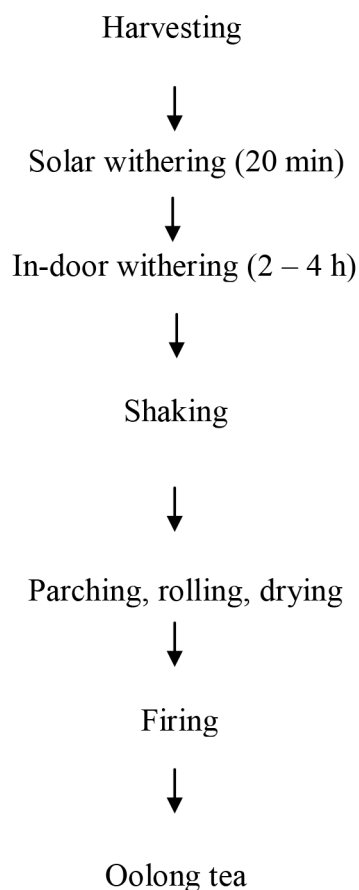 Harvesting
Solar withering (20 min)
In-door withering (2 – 4 h)
Shaking
Parching, rolling, drying
Firing
Oolong tea